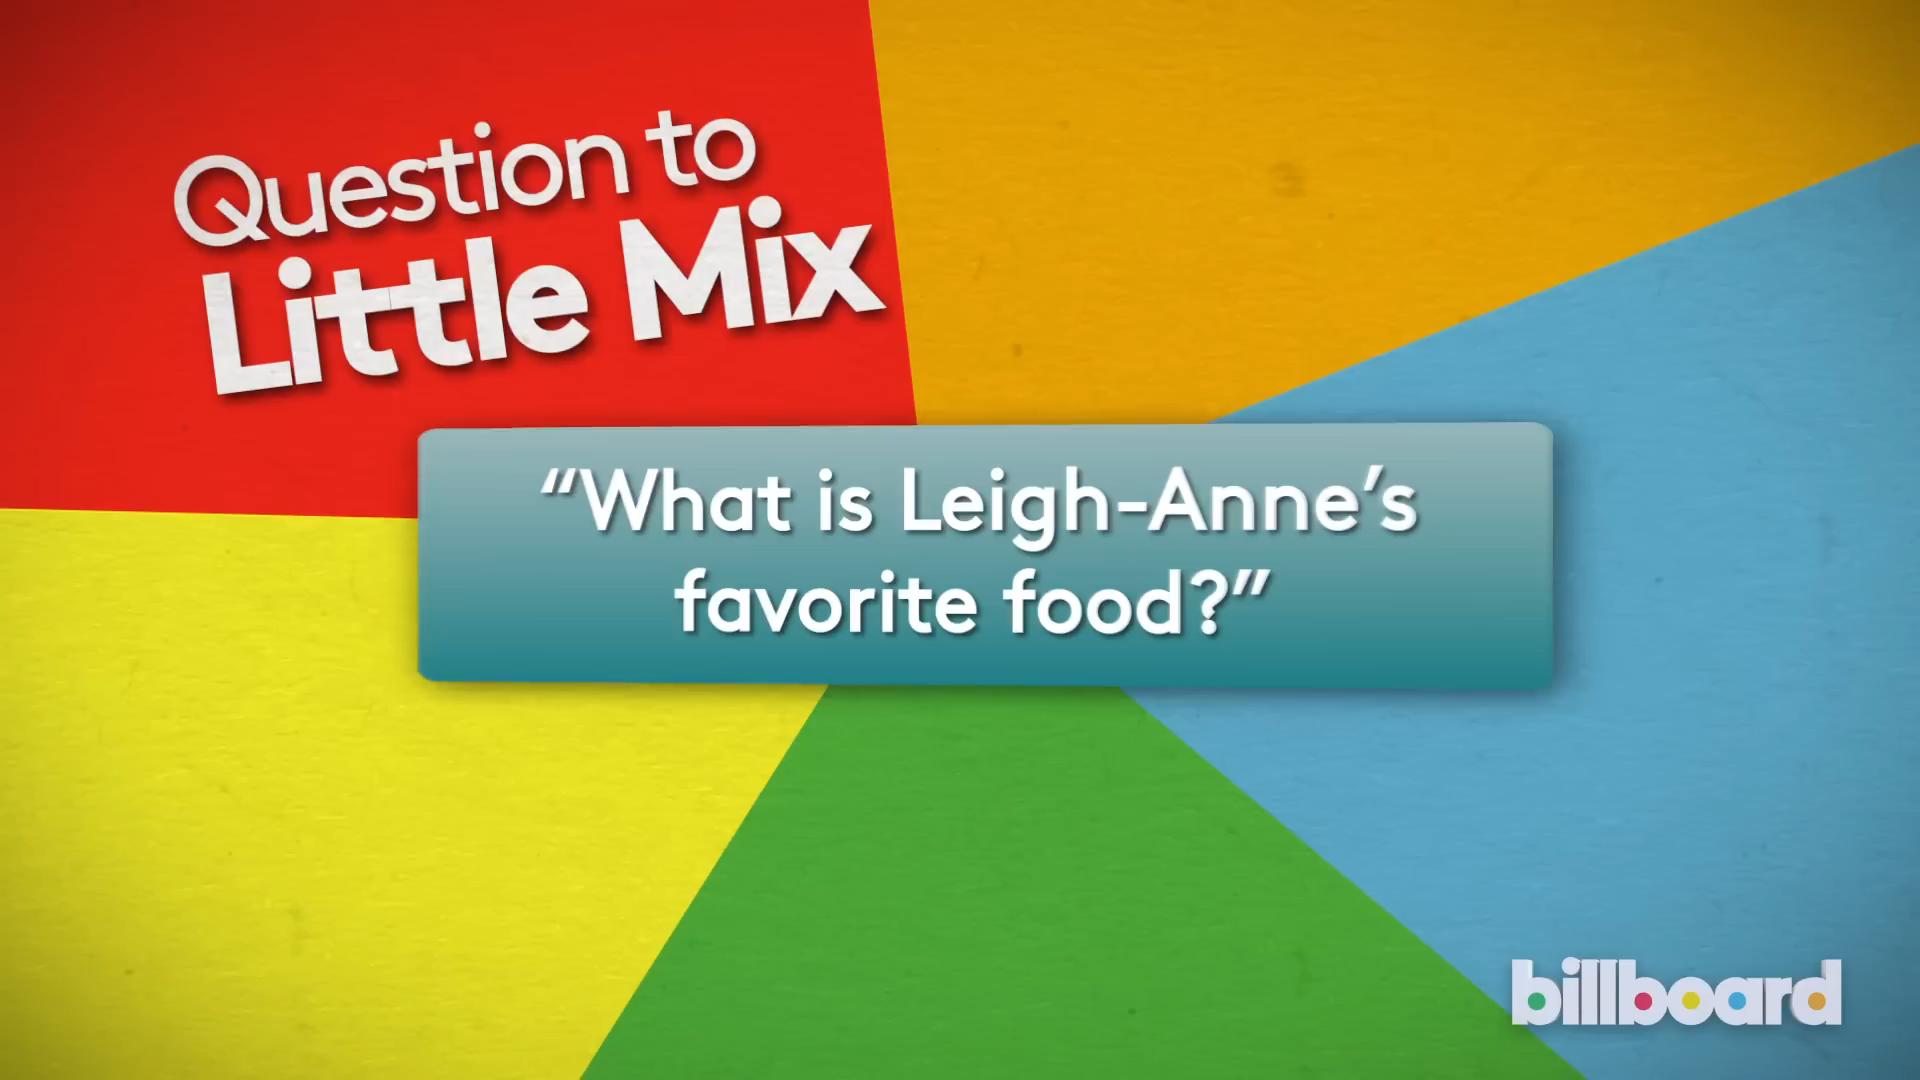 Question to
Little Mix
“What is Leigh-Anne’s
favorite food?”
billboard